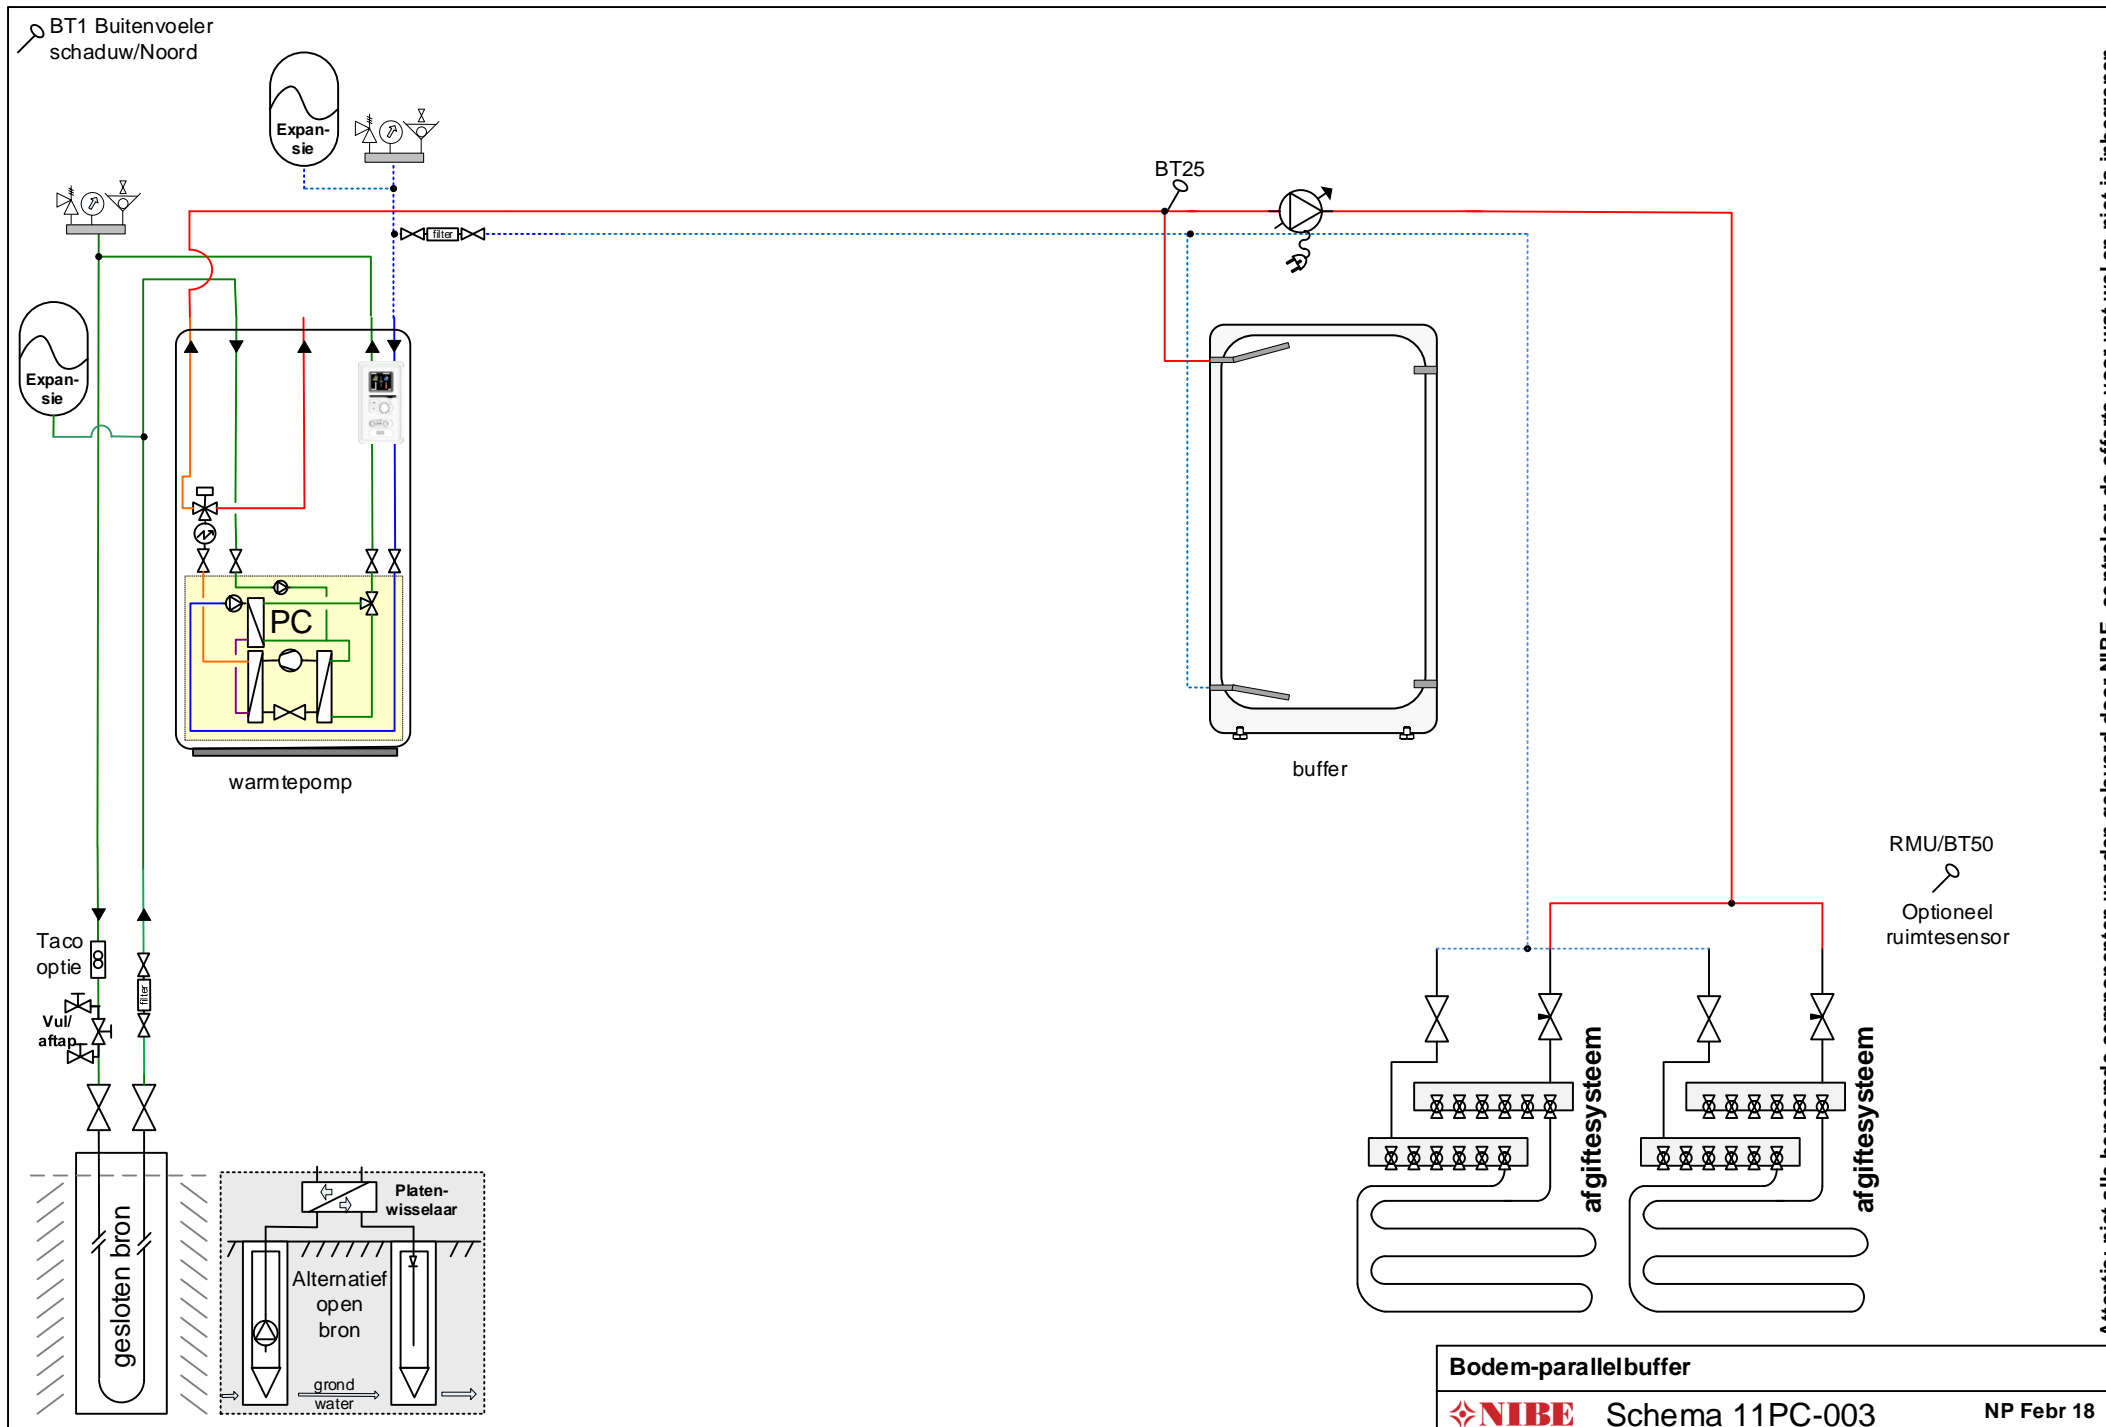 BT1 Buitenvoeler
schaduw/Noord
Expan-
sie
filter
BT25
Expan-
sie
PC
warmtepomp
buffer
RMU/BT50
Optioneel
ruimtesensor
Taco
optie
filter
Vul/
aftap
gesloten bron
Platen-
wisselaar
Alternatief
open
bron
grond
water
afgiftesysteem
afgiftesysteem
Bodem-parallelbuffer
NIBE
Schema 11PC-003
NP Febr 18